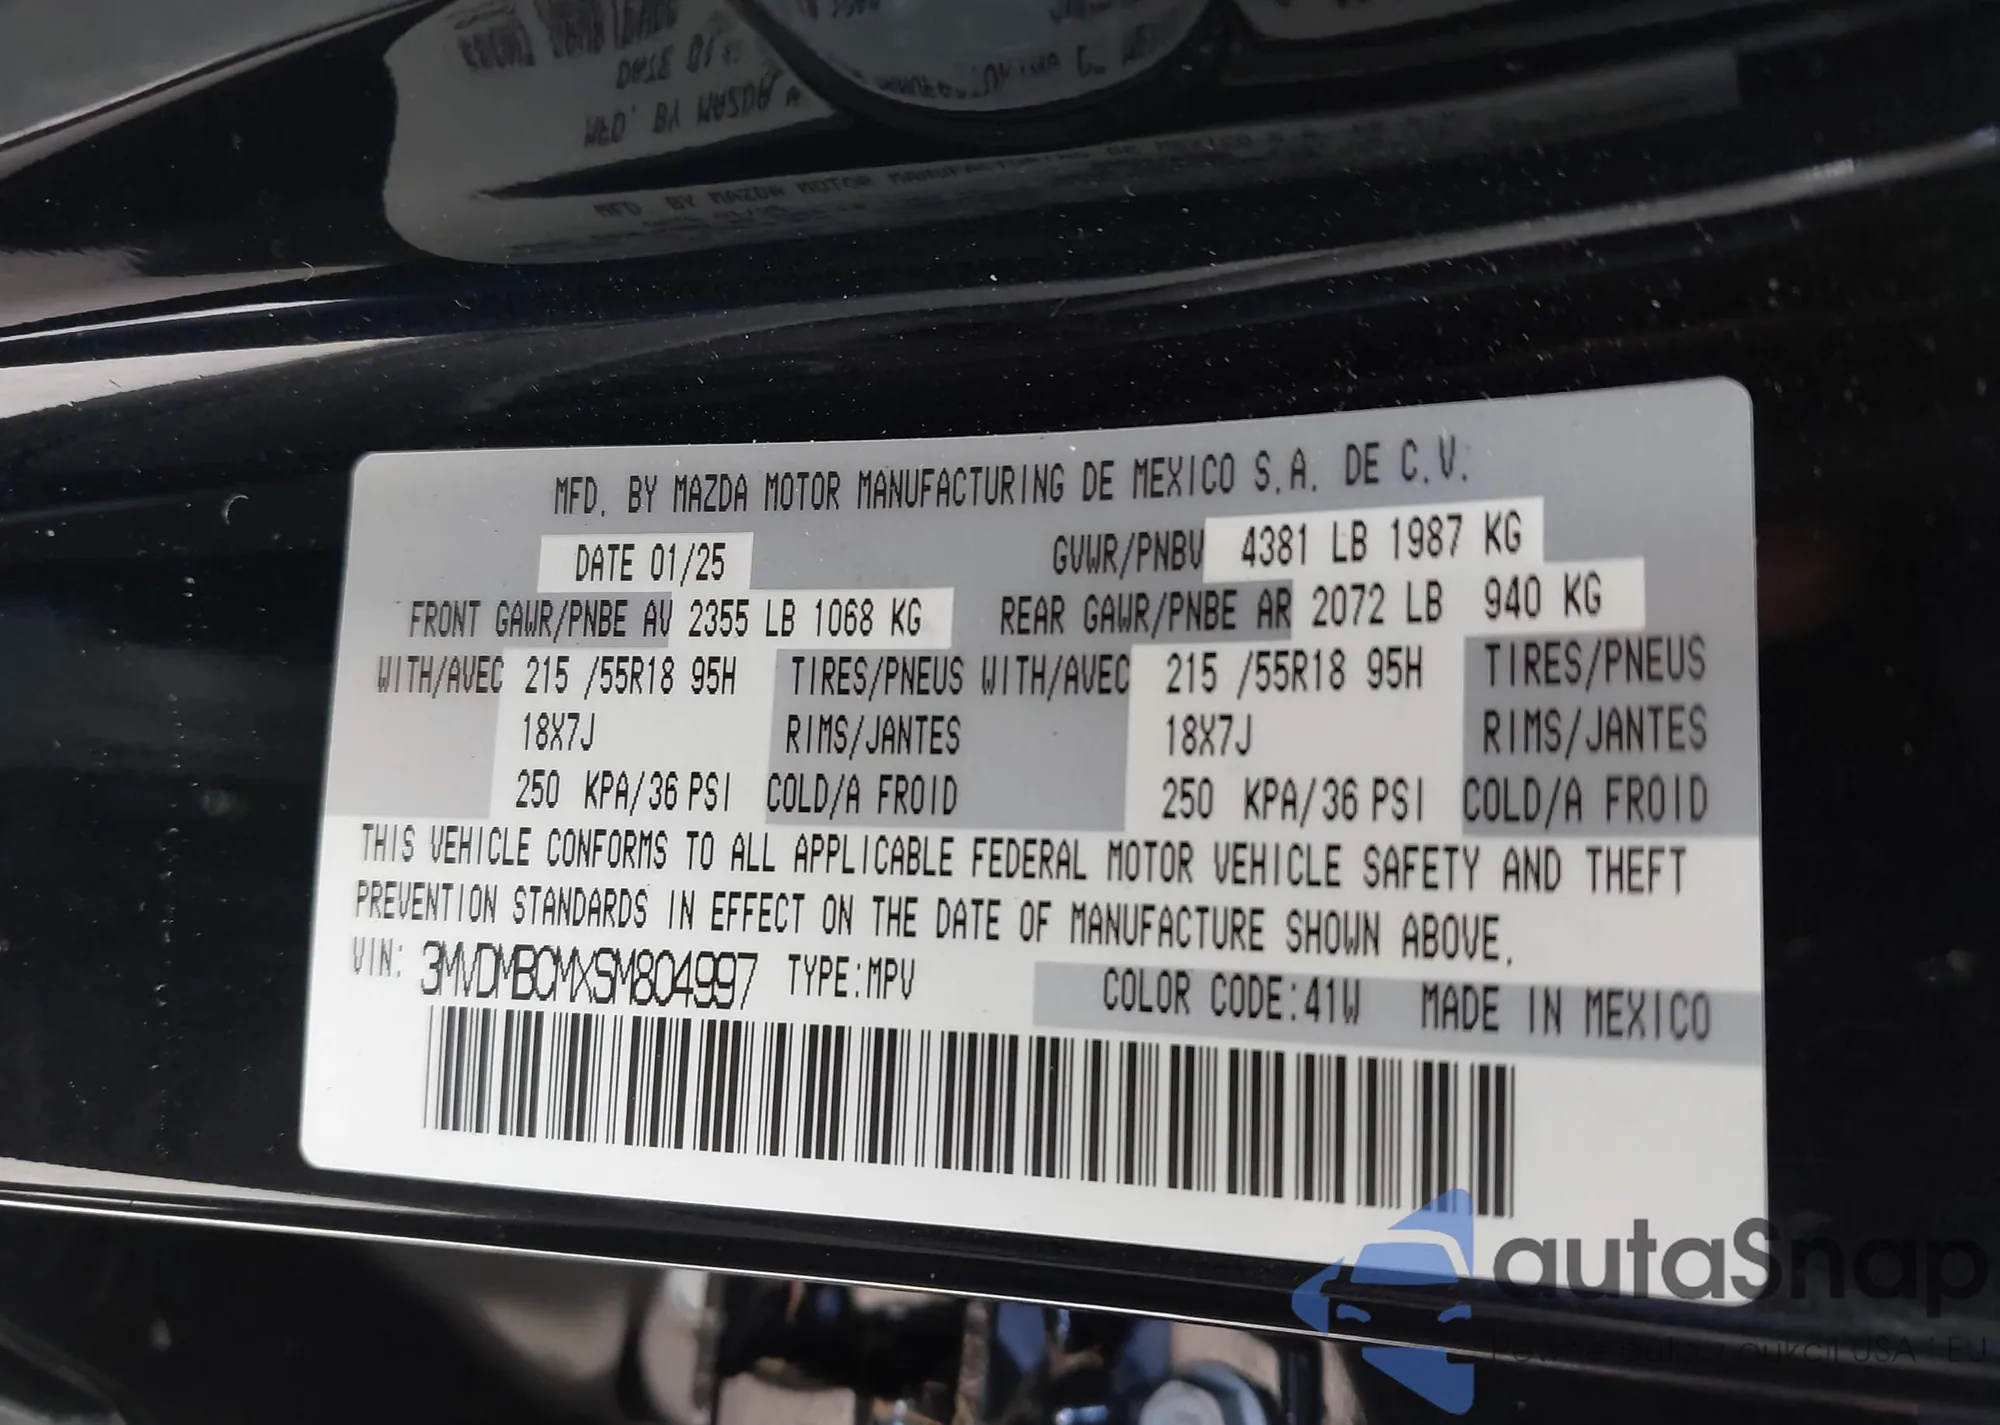 MFD. BY MAZDA MOTOR MANUFACTURING DE MEXICO S.A. DE C.V.
DATE 01/25 GVWR/PNBV 4381 LB 1987 KG
FRONT GAWR/PNBE AV 2355 LB 1068 KG REAR GAWR/PNBE AR 2072 LB 940 KG
WITH/AVEC 215 /55R18 95H TIRES/PNEUS WITH/AVEC 215 /55R18 95H TIRES/PNEUS
18X7J RIMS/JANTES 18X7J RIMS/JANTES
250 KPA/36 PSI COLD/A FROID 250 KPA/36 PSI COLD/A FROID
THIS VEHICLE CONFORMS TO ALL APPLICABLE FEDERAL MOTOR VEHICLE SAFETY AND THEFT
PREVENTION STANDARDS IN EFFECT ON THE DATE OF MANUFACTURE SHOWN ABOVE.
VIN: 3MVDMBCMXSM804997 TYPE:MPV COLOR CODE:41W MADE IN MEXICO
autaSnap
Pewne auta z aukcji USA i EU